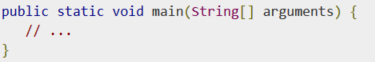 public static void main(String[] arguments) {
   // ...
}